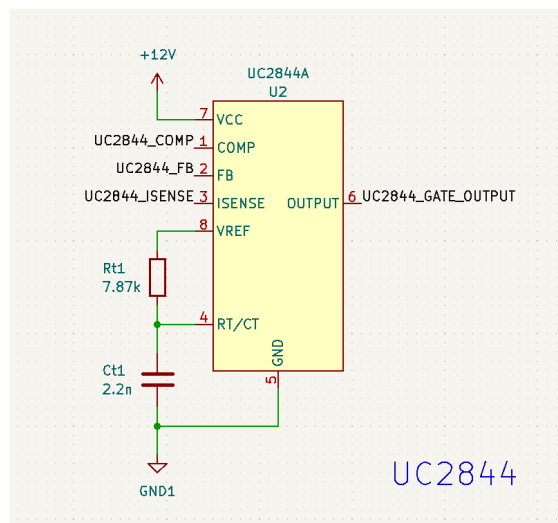 +12V
UC2844A
U2
7
VCC
UC2844_COMP
1
COMP
UC2844_FB
2
FB
UC2844_ISENSE
3
ISENSE
OUTPUT
6
UC2844_GATE_OUTPUT
8
VREF
Rt1
7.87k
4
RT/CT
GND
5
Ct1
2.2n
GND1
UC2844